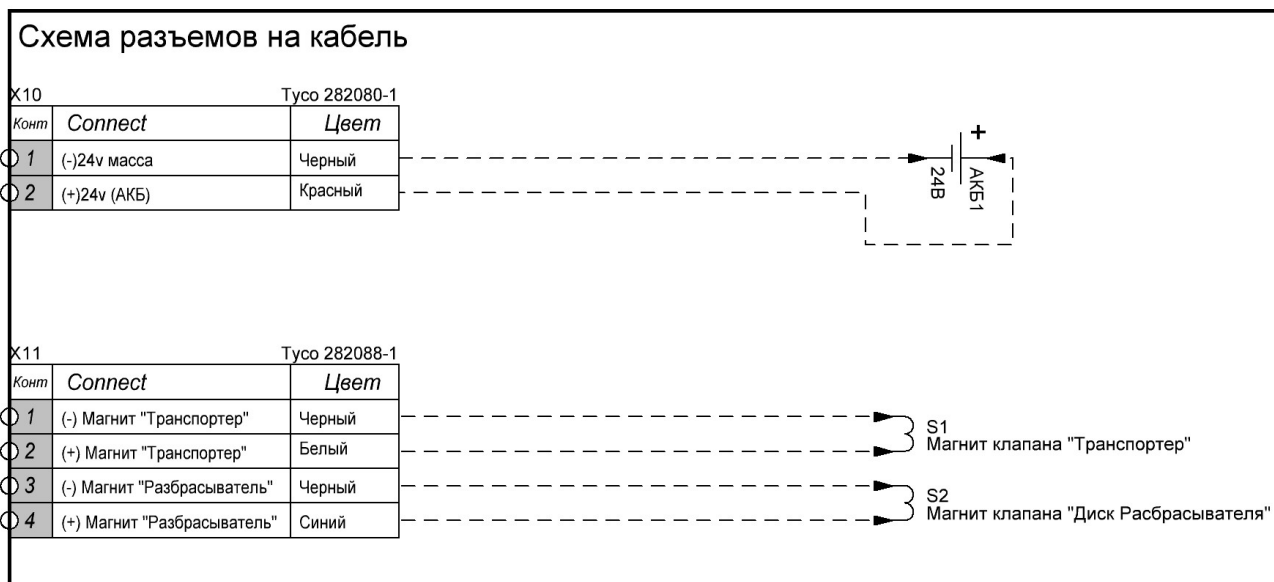 Схема разъемов на кабель
X10 Tyco 282080-1
Конт Connect Цвет
1 (-)24v масса Черный
2 (+)24v (АКБ) Красный
+
24В
АКБ1
X11 Tyco 282088-1
Конт Connect Цвет
1 (-) Магнит "Транспортер" Черный
2 (+) Магнит "Транспортер" Белый
3 (-) Магнит "Разбрасыватель" Черный
4 (+) Магнит "Разбрасыватель" Синий
S1
Магнит клапана "Транспортер"
S2
Магнит клапана "Диск Расбрасывателя"